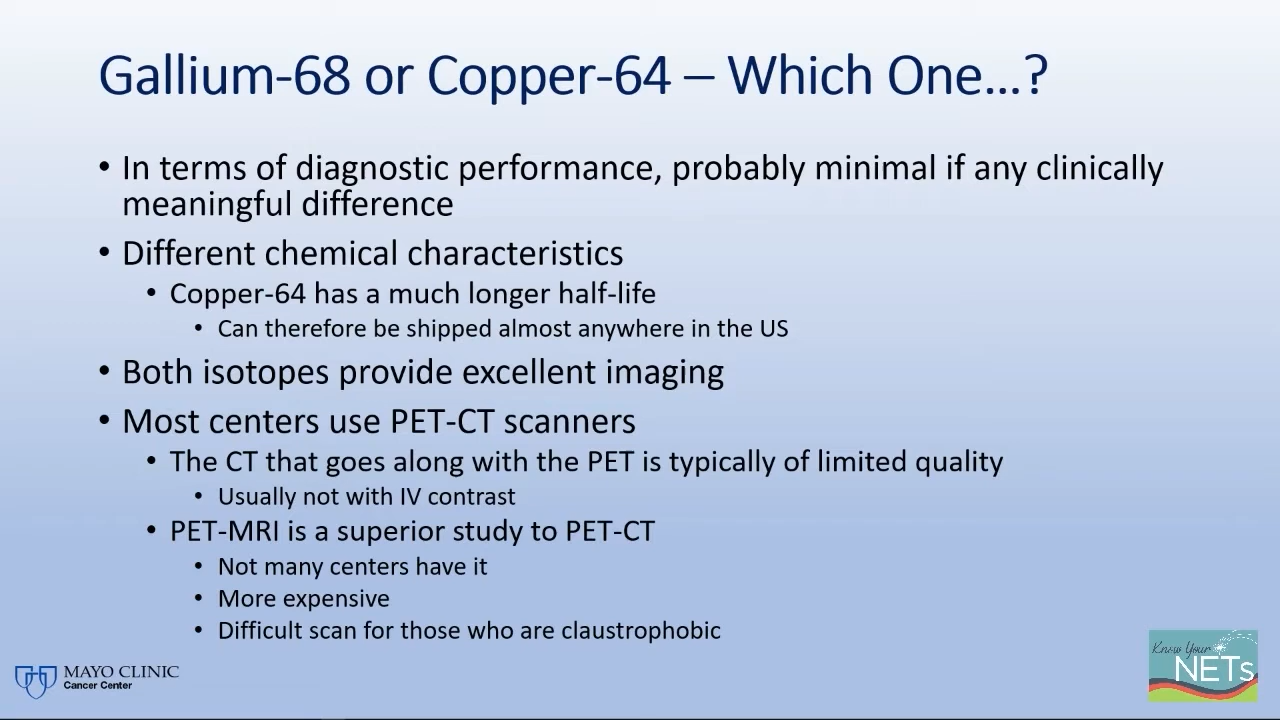 Gallium-68 or Copper-64 – Which One…?
• In terms of diagnostic performance, probably minimal if any clinically
meaningful difference
• Different chemical characteristics
• Copper-64 has a much longer half-life
• Can therefore be shipped almost anywhere in the US
• Both isotopes provide excellent imaging
• Most centers use PET-CT scanners
• The CT that goes along with the PET is typically of limited quality
• Usually not with IV contrast
• PET-MRI is a superior study to PET-CT
• Not many centers have it
• More expensive
• Difficult scan for those who are claustrophobic
MAYO CLINIC
Cancer Center
Know Your
NETs